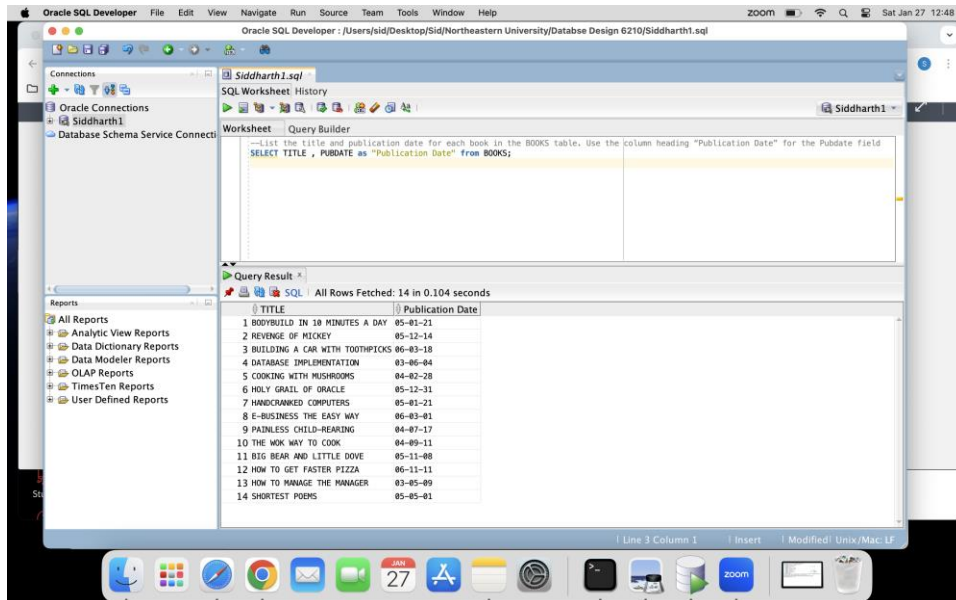 Oracle SQL Developer File Edit View Navigate Run Source Team Tools Window Help
zoom Sat Jan 27 12:48
Oracle SQL Developer : /Users/sid/Desktop/Sid/Northeastern University/Databse Design 6210/Siddharth1.sql
Connections
Oracle Connections
Siddharth1
Database Schema Service Connecti
Siddharth1.sql
SQL Worksheet History
Siddharth1
Worksheet Query Builder
--List the title and publication date for each book in the BOOKS table. Use the column heading "Publication Date" for the Pubdate field
SELECT TITLE , PUBDATE as "Publication Date" from BOOKS;
Query Result
SQL All Rows Fetched: 14 in 0.104 seconds
TITLE Publication Date
1 BODYBUILD IN 10 MINUTES A DAY 05-01-21
2 REVENGE OF MICKEY 05-12-14
3 BUILDING A CAR WITH TOOTHPICKS 06-03-18
4 DATABASE IMPLEMENTATION 03-06-04
5 COOKING WITH MUSHROOMS 04-02-28
6 HOLY GRAIL OF ORACLE 05-12-31
7 HANDCRANKED COMPUTERS 05-01-21
8 E-BUSINESS THE EASY WAY 06-03-01
9 PAINLESS CHILD-REARING 04-07-17
10 THE WOK WAY TO COOK 04-09-11
11 BIG BEAR AND LITTLE DOVE 05-11-08
12 HOW TO GET FASTER PIZZA 06-11-11
13 HOW TO MANAGE THE MANAGER 03-05-09
14 SHORTEST POEMS 05-05-01
Reports
All Reports
Analytic View Reports
Data Dictionary Reports
Data Modeler Reports
OLAP Reports
TimesTen Reports
User Defined Reports
Line 3 Column 1 Insert Modified Unix/Mac: LF
JAN
27
zoom